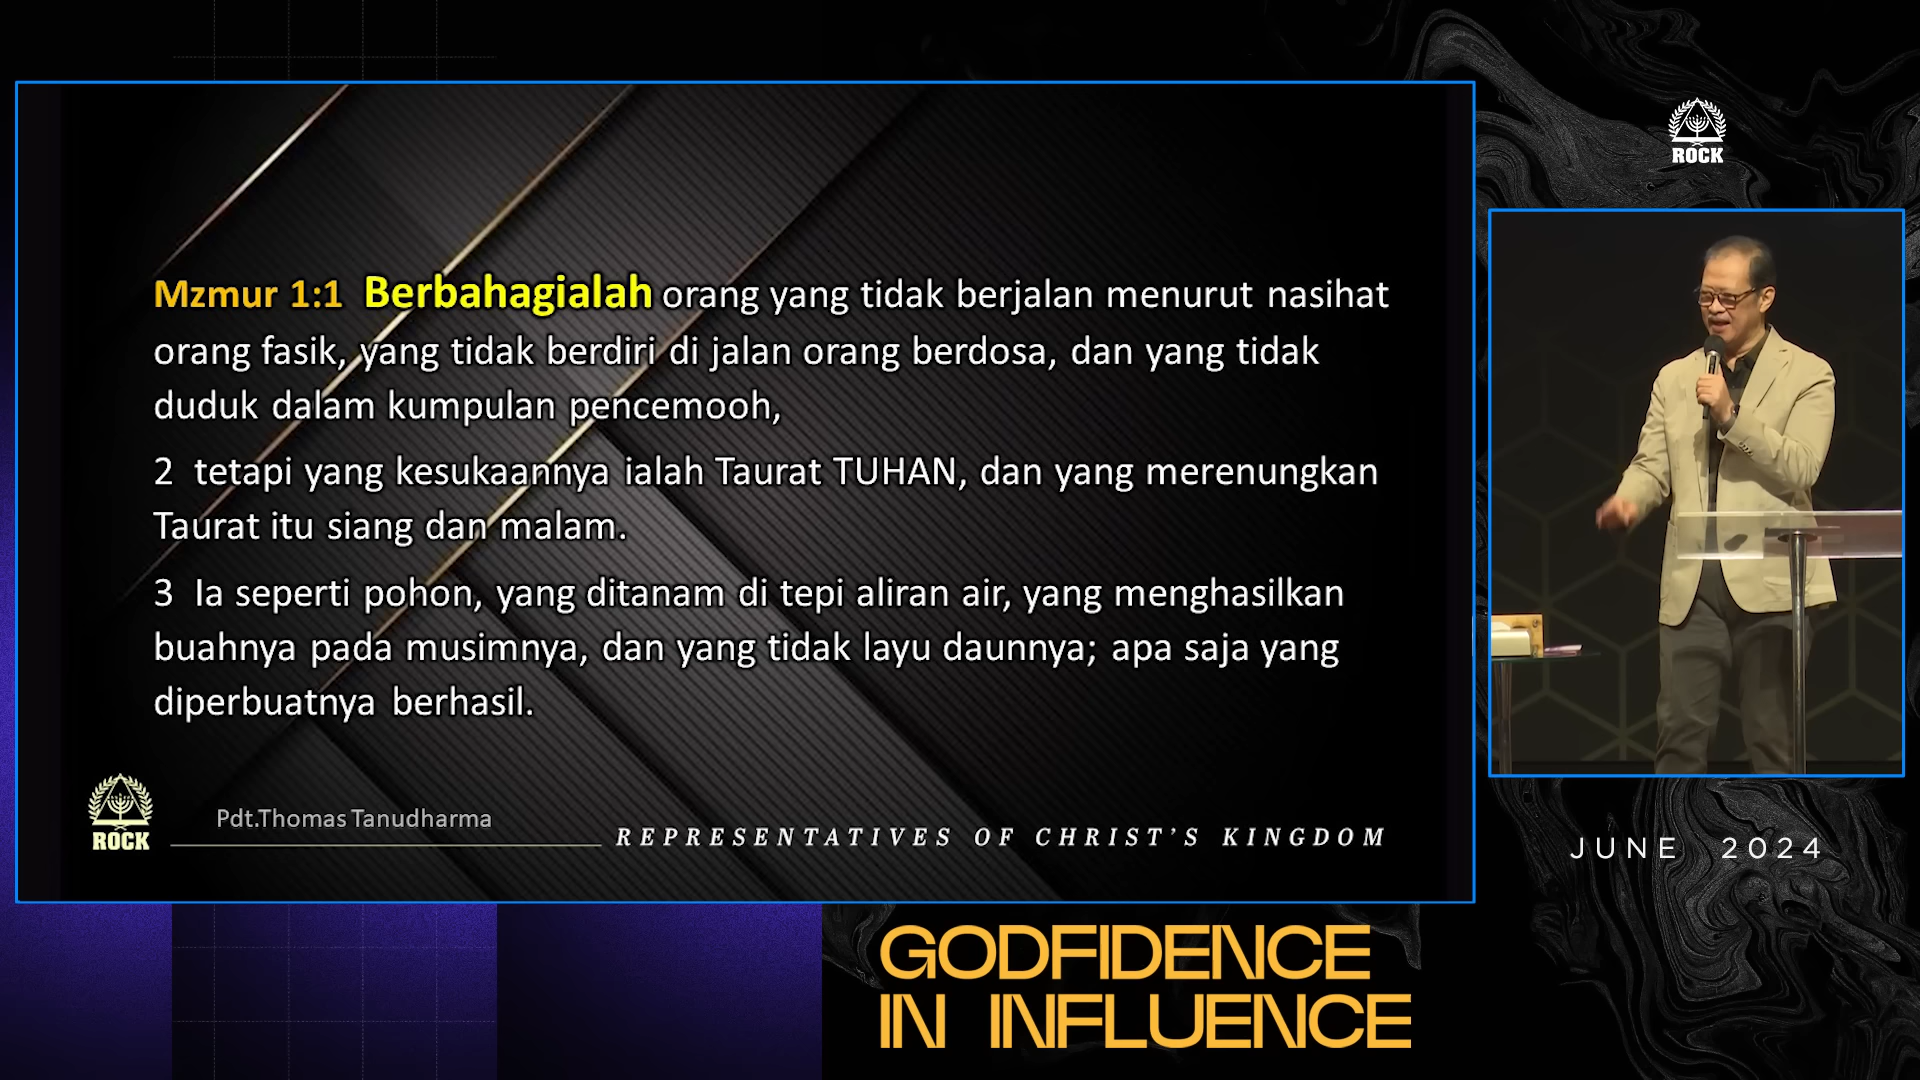 ROCK
Mzmur 1:1 Berbahagialah orang yang tidak berjalan menurut nasihat
orang fasik, yang tidak berdiri di jalan orang berdosa, dan yang tidak
duduk dalam kumpulan pencemooh,
2 tetapi yang kesukaannya ialah Taurat TUHAN, dan yang merenungkan
Taurat itu siang dan malam.
3 Ia seperti pohon, yang ditanam di tepi aliran air, yang menghasilkan
buahnya pada musimnya, dan yang tidak layu daunnya; apa saja yang
diperbuatnya berhasil.
ROCK
Pdt.Thomas Tanudharma
REPRESENTATIVES OF CHRIST'S KINGDOM
JUNE 2024
GODFIDENCE
IN INFLUENCE